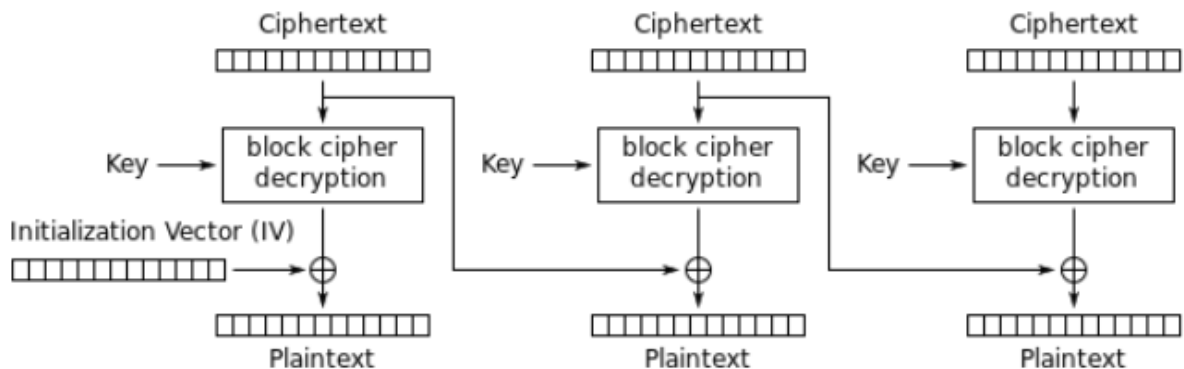 Ciphertext Ciphertext Ciphertext
Key block cipher decryption Key block cipher decryption Key block cipher decryption
Initialization Vector (IV)
Plaintext Plaintext Plaintext